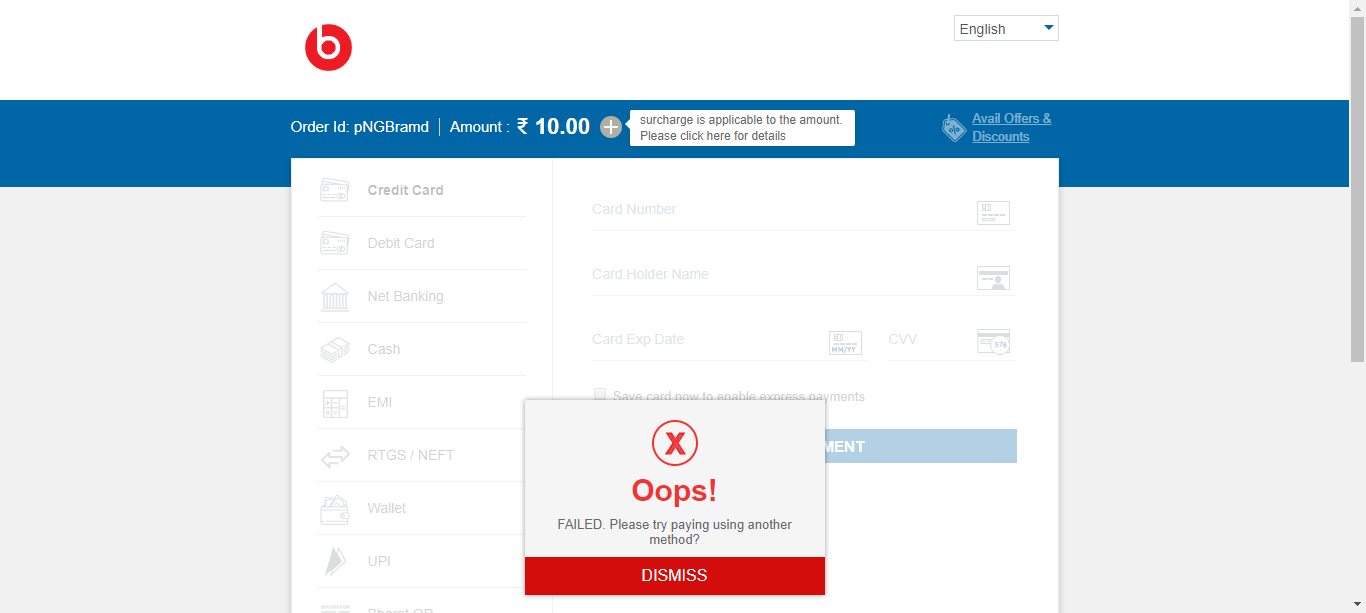 English
Order Id: pNGBramd
Amount : ₹ 10.00
surcharge is applicable to the amount.
Please click here for details
Avail Offers &
Discounts
Credit Card
Debit Card
Net Banking
Cash
EMI
RTGS / NEFT
Wallet
UPI
Bharat QR
Card Number
Card Holder Name
Card Exp Date
MM/YY
CVV
576
Save card now to enable express payments
MENT
X
Oops!
FAILED. Please try paying using another
method?
DISMISS